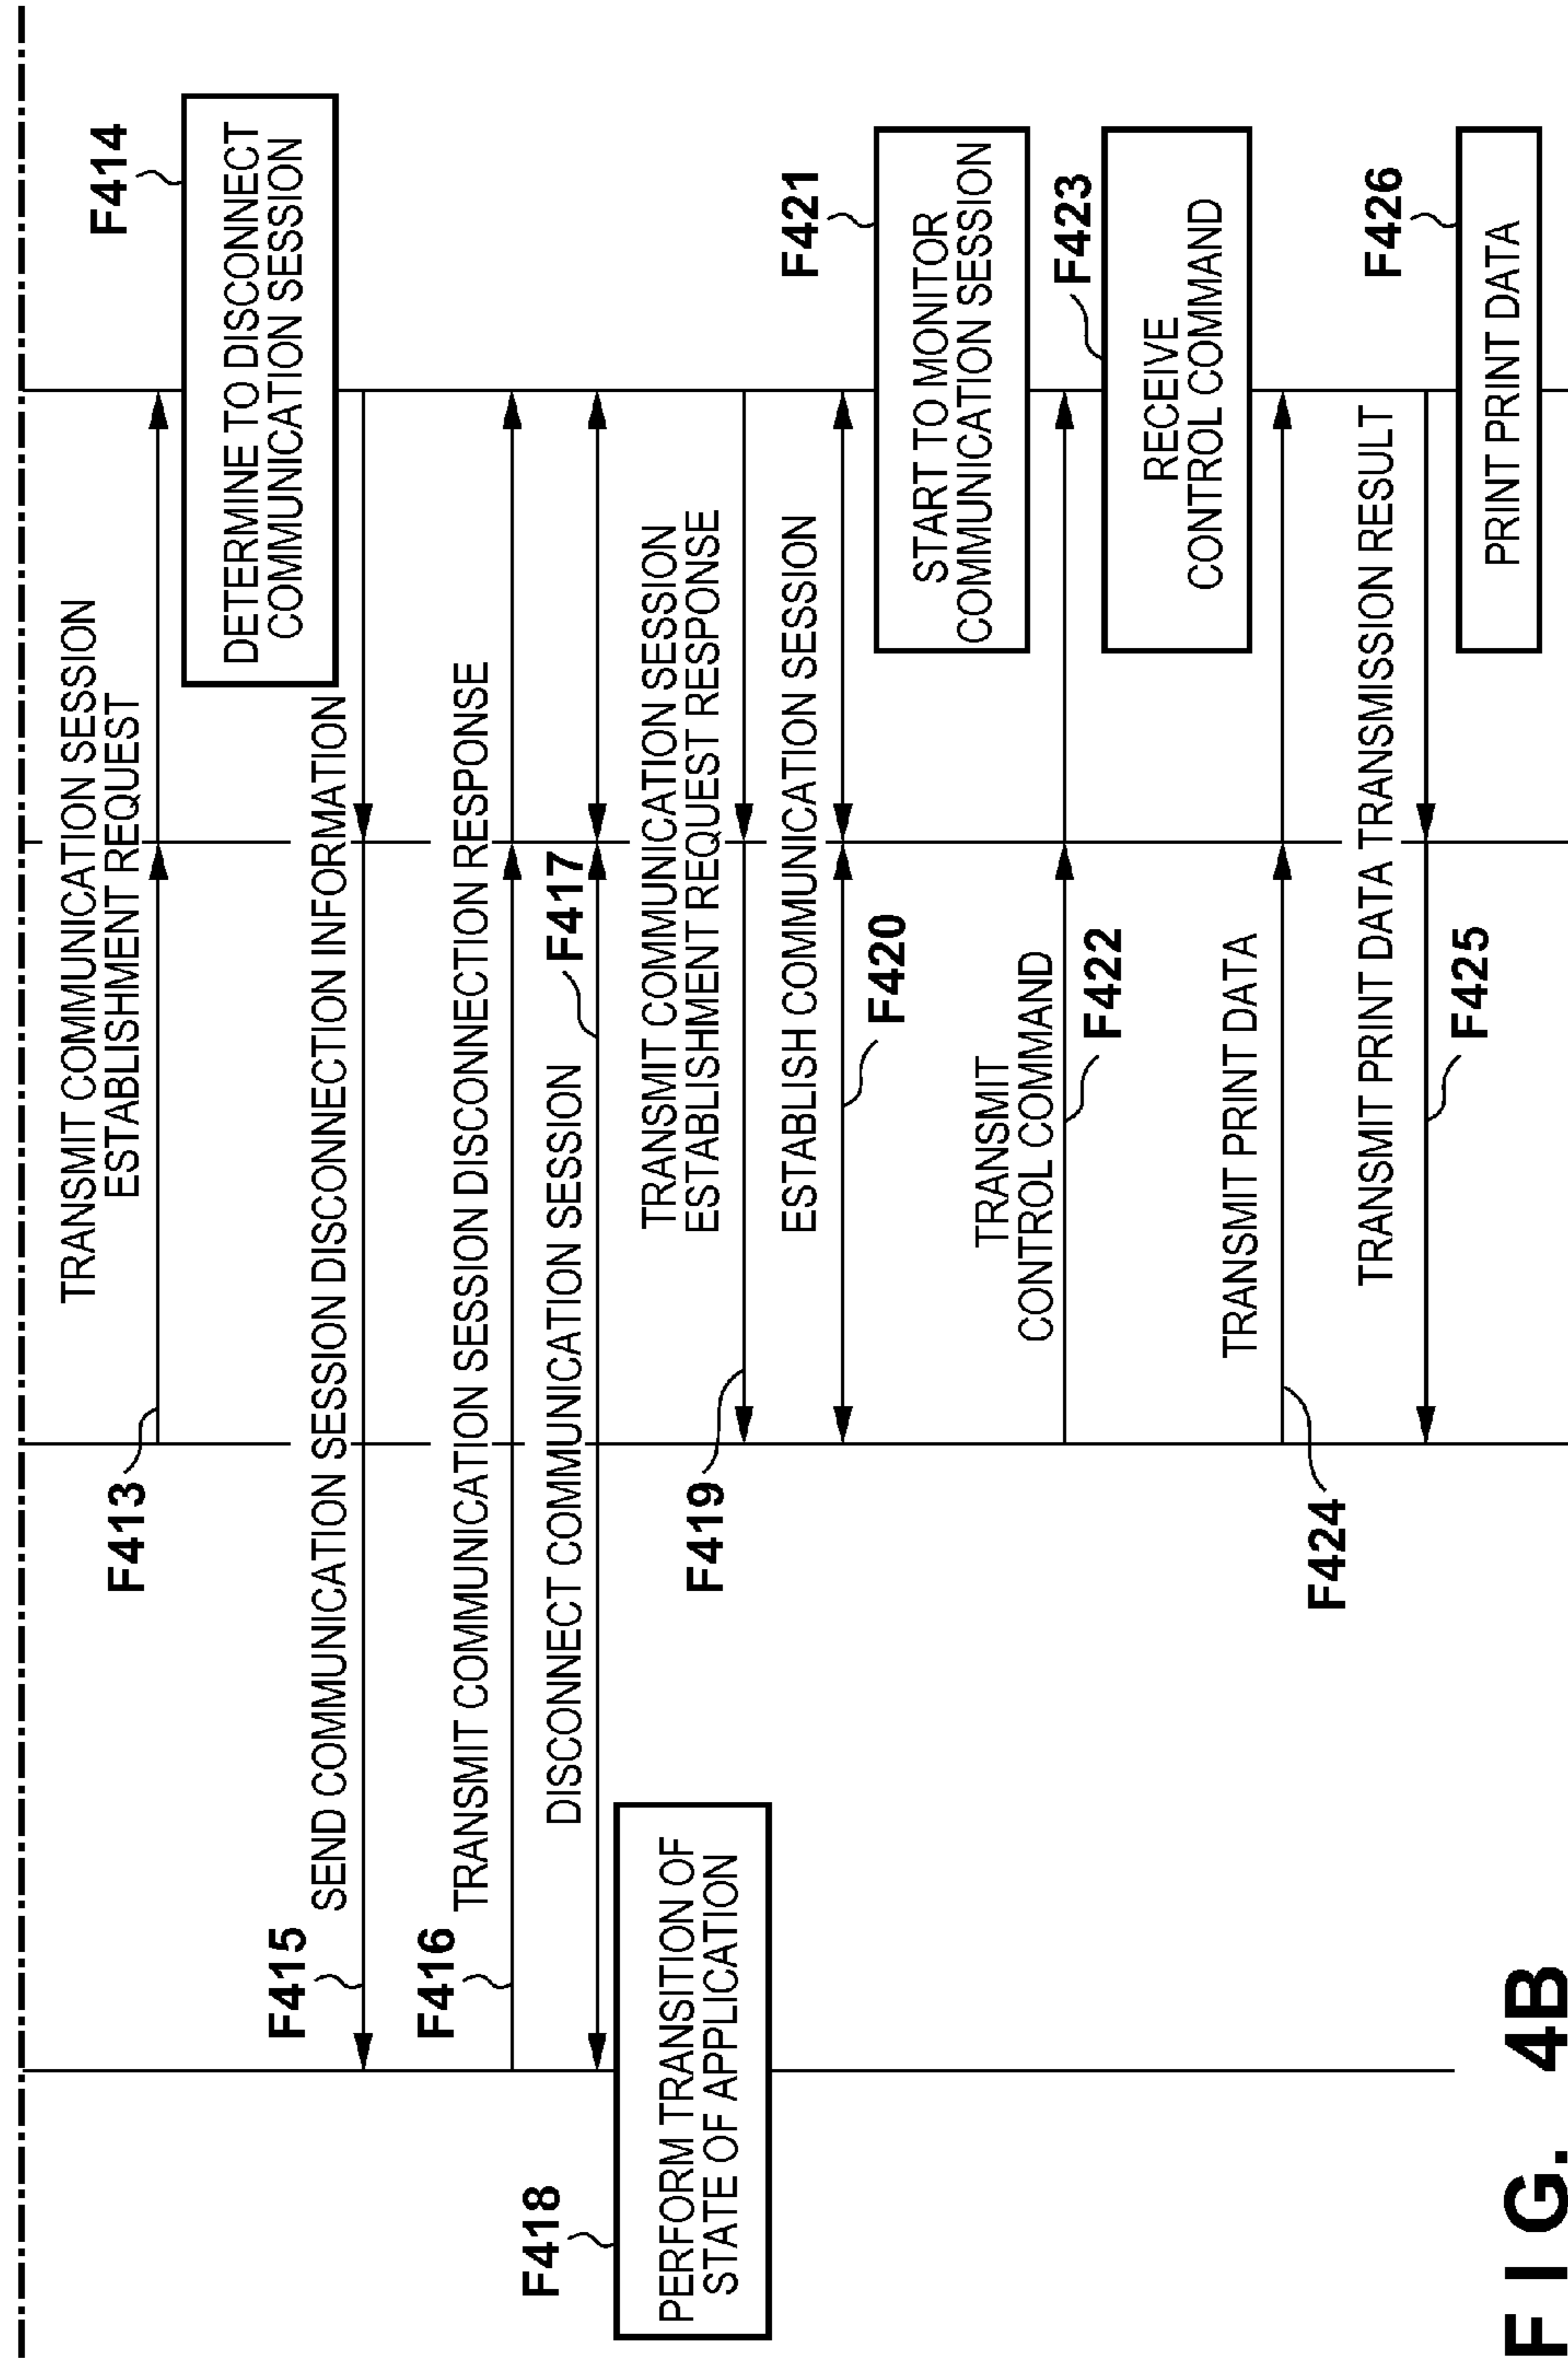 F413
TRANSMIT COMMUNICATION SESSION
ESTABLISHMENT REQUEST
F414
DETERMINE TO DISCONNECT
COMMUNICATION SESSION
F415
SEND COMMUNICATION SESSION DISCONNECTION INFORMATION
F416
TRANSMIT COMMUNICATION SESSION DISCONNECTION RESPONSE
DISCONNECT COMMUNICATION SESSION
F417
F418
PERFORM TRANSITION OF
STATE OF APPLICATION
F419
TRANSMIT COMMUNICATION SESSION
ESTABLISHMENT REQUEST RESPONSE
ESTABLISH COMMUNICATION SESSION
F420
F421
START TO MONITOR
COMMUNICATION SESSION
TRANSMIT
CONTROL COMMAND
F422
F423
RECEIVE
CONTROL COMMAND
TRANSMIT PRINT DATA
F424
TRANSMIT PRINT DATA TRANSMISSION RESULT
F425
F426
PRINT PRINT DATA
FIG. 4B